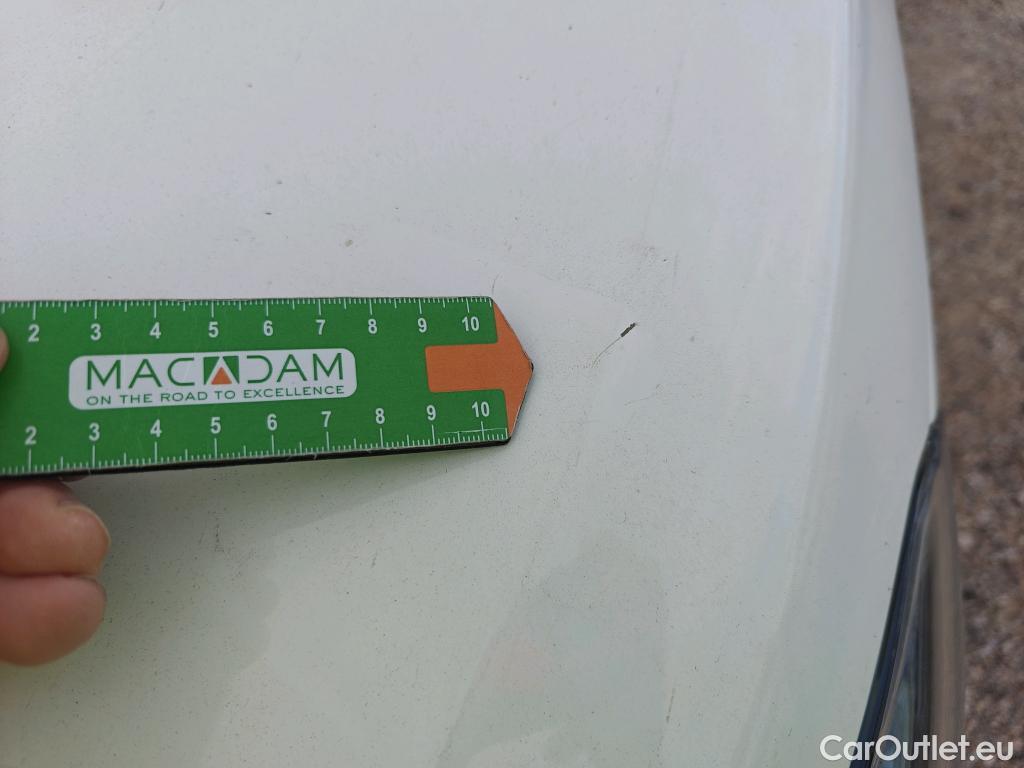 2 3 4 5 6 7 8 9 10
MACADAM
ON THE ROAD TO EXCELLENCE
2 3 4 5 6 7 8 9 10
CarOutlet.eu